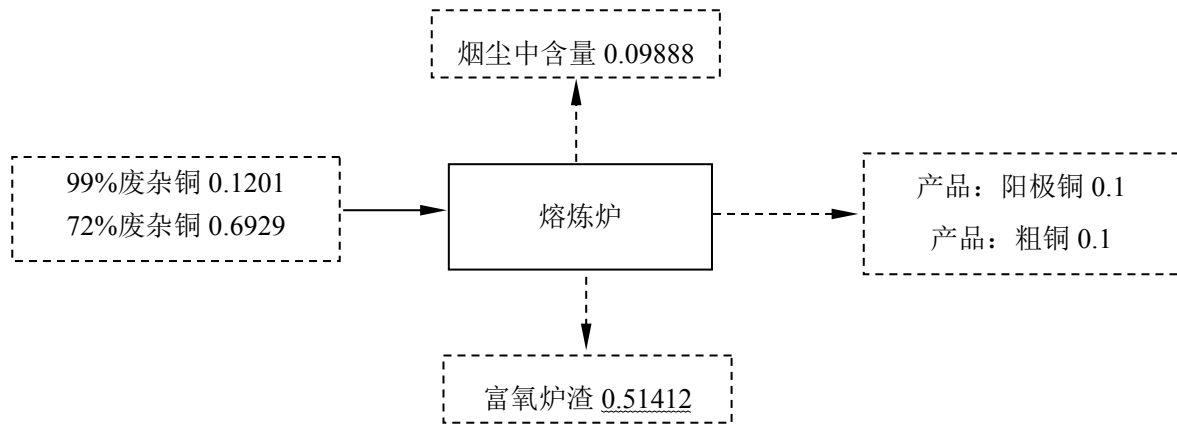 烟尘中含量 0.09888
99%废杂铜 0.1201
72%废杂铜 0.6929
熔炼炉
产品：阳极铜 0.1
产品：粗铜 0.1
富氧炉渣 0.51412